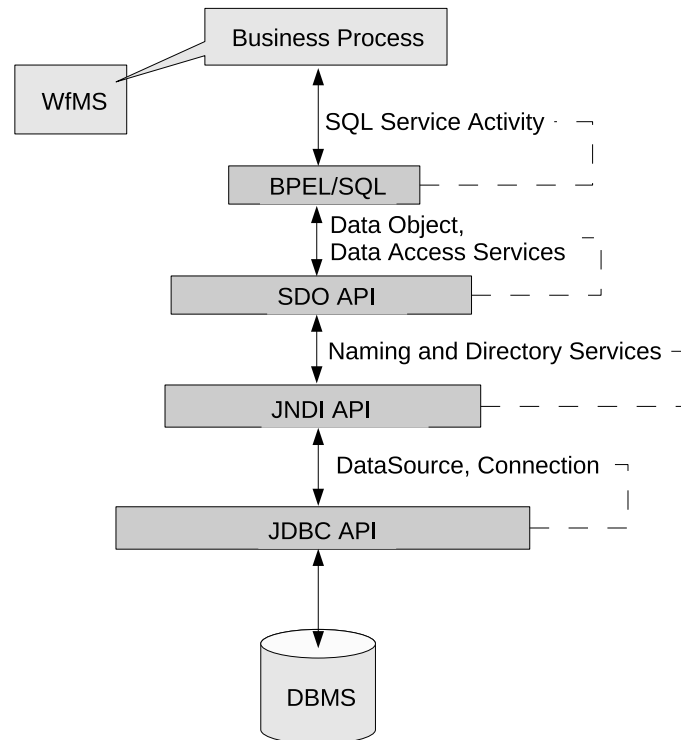 Business Process
WfMS
SQL Service Activity
BPEL/SQL
Data Object,
Data Access Services
SDO API
Naming and Directory Services
JNDI API
DataSource, Connection
JDBC API
DBMS